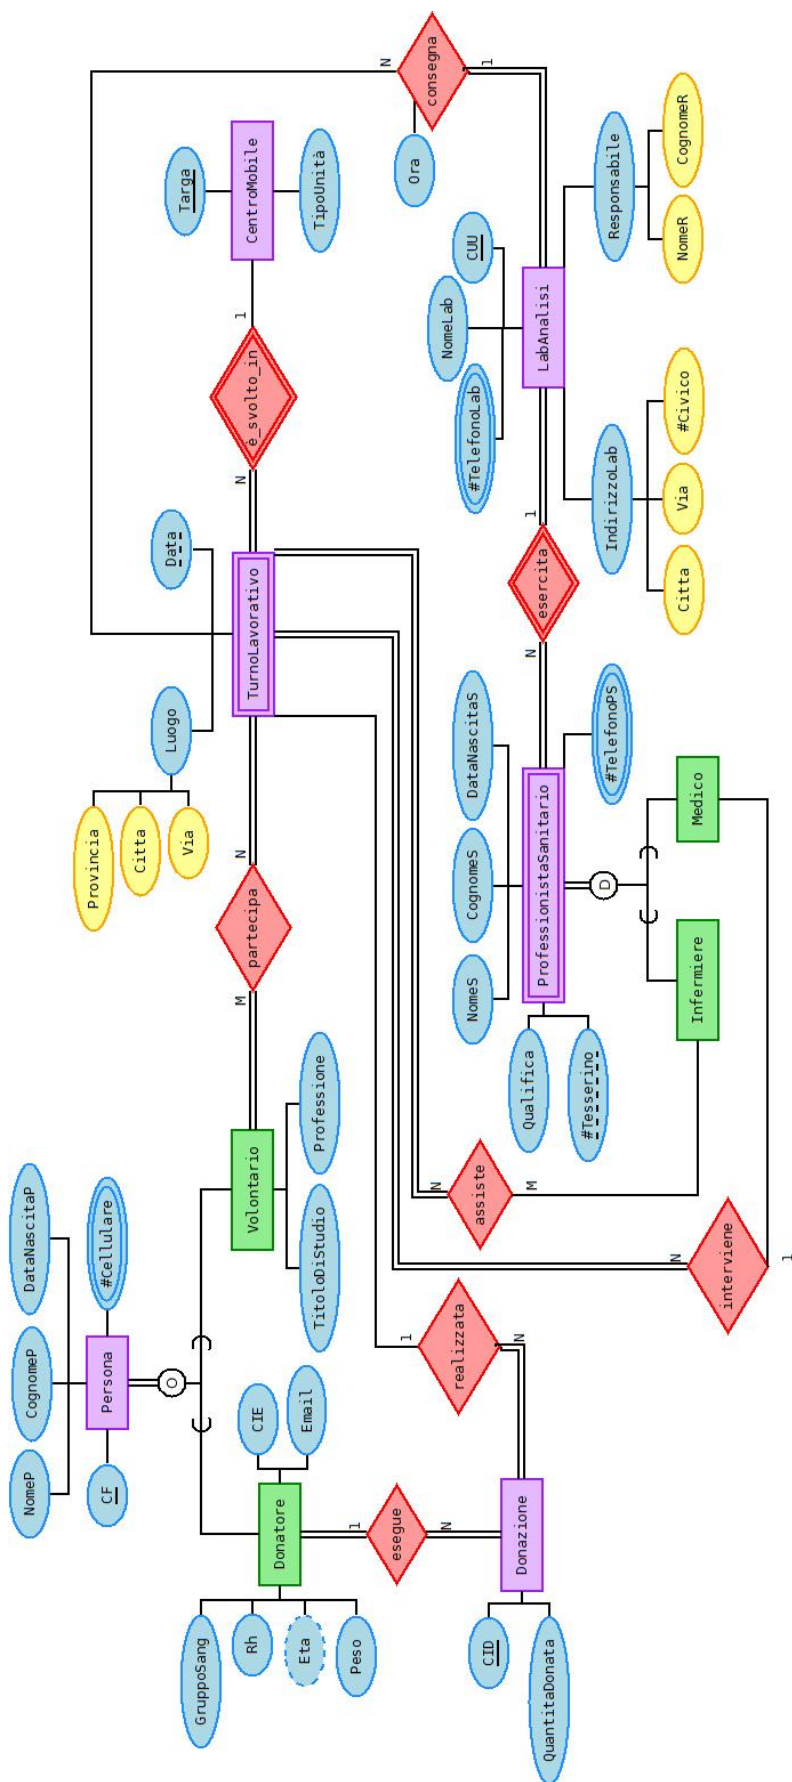 NomeP
CognomeP
DataNascitaP
CF
Persona
#Cellulare
O
GruppoSang
Rh
Eta
Peso
Donatore
CIE
Email
Volontario
TitoloDiStudio
Professione
M
partecipa
N
Provincia
Citta
Via
Luogo
Data
TurnoLavorativo
N
è_svolto_in
1
Targa
CentroMobile
TipoUnità
N
consegna
1
Ora
1
esegue
N
CID
QuantitaDonata
Donazione
1
realizzata
N
N
assiste
M
N
interviene
1
NomeS
CognomeS
DataNascitaS
Qualifica
#Tesserino
ProfessionistaSanitario
#TelefonoPS
D
Infermiere
Medico
N
esercita
1
#TelefonoLab
NomeLab
CUU
LabAnalisi
IndirizzoLab
Citta
Via
#Civico
Responsabile
NomeR
CognomeR